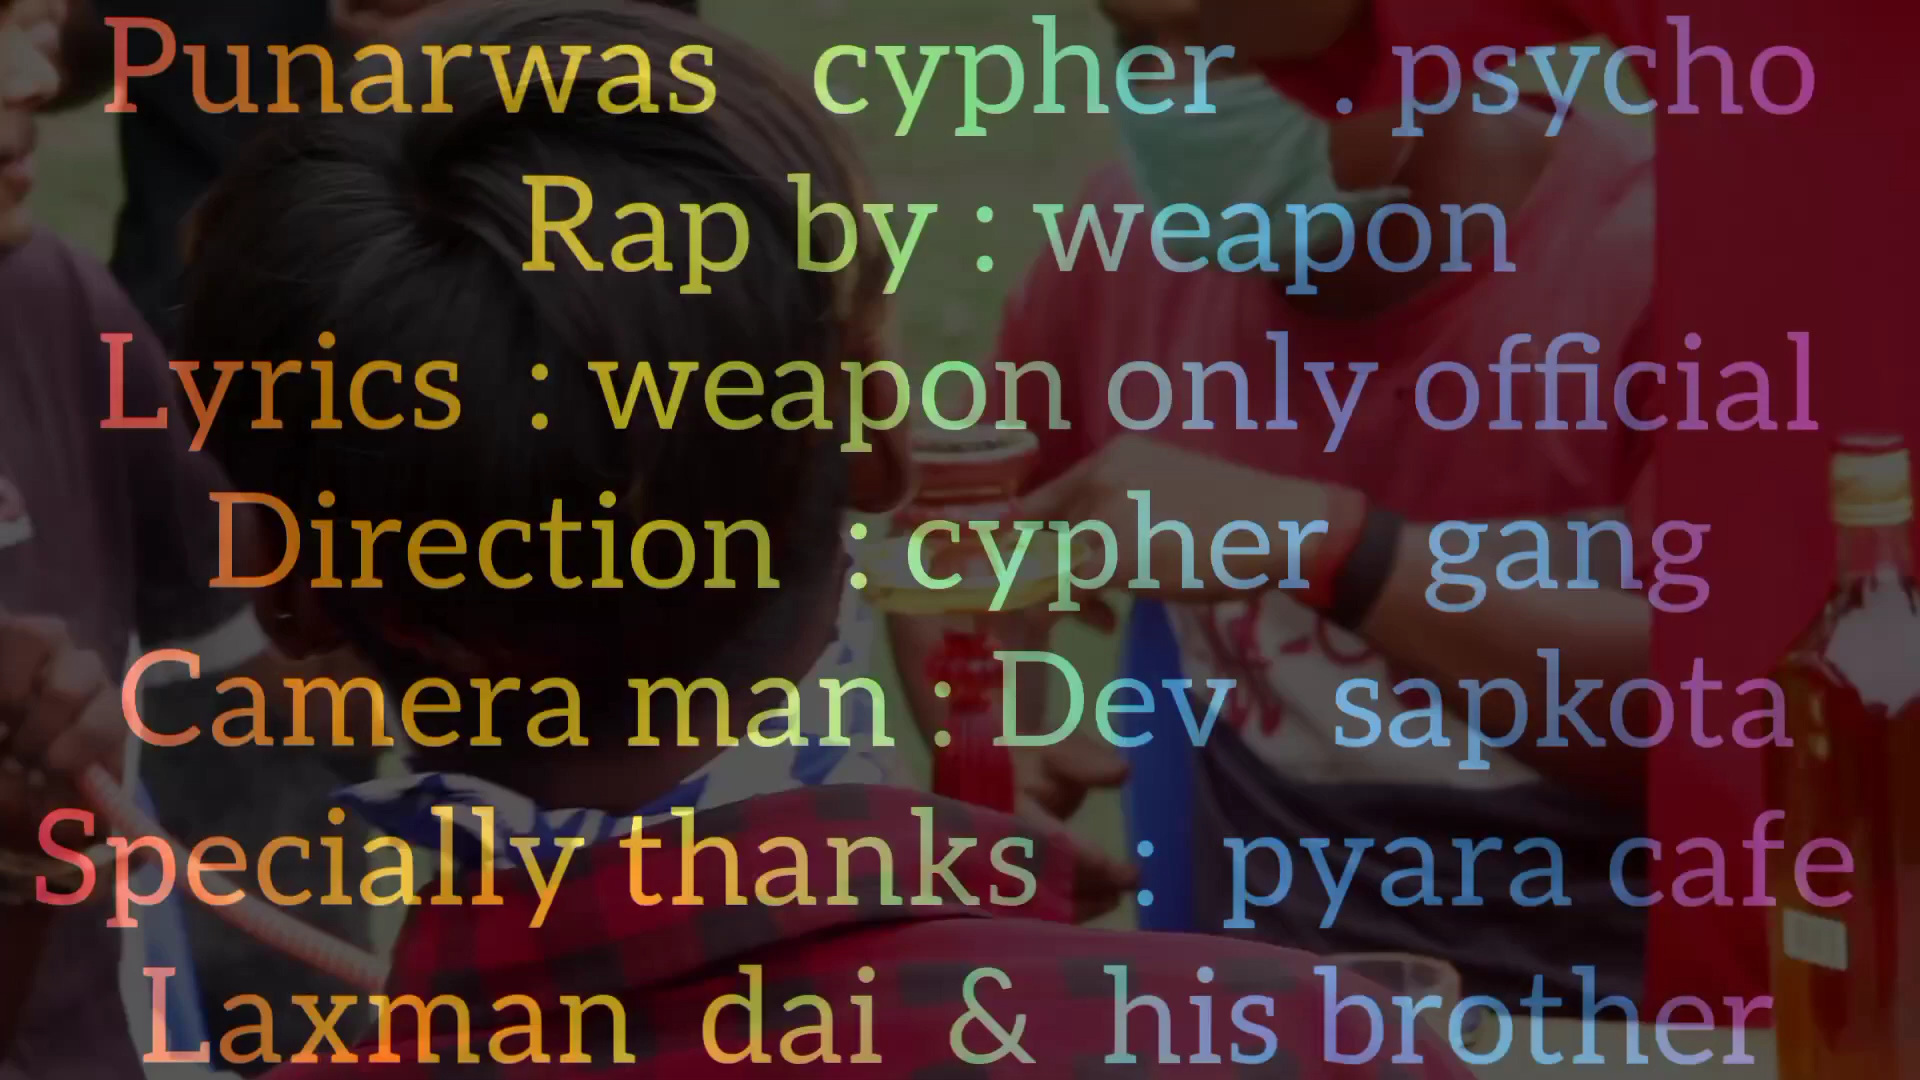 Punarwas cypher . psycho
Rap by : weapon
Lyrics : weapon only official
Direction : cypher gang
Camera man : Dev sapkota
Specially thanks : pyara cafe
Laxman dai & his brother